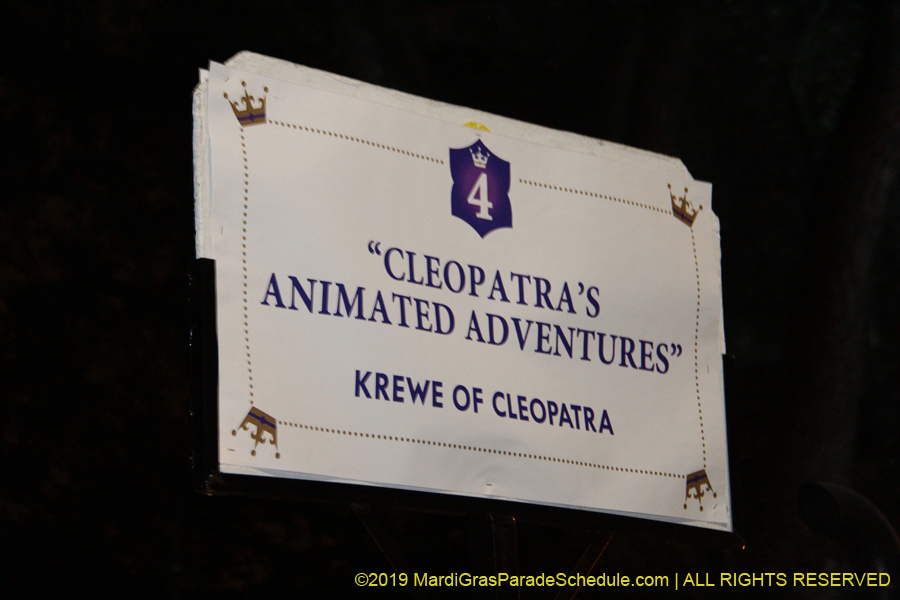 4
“CLEOPATRA’S
ANIMATED ADVENTURES”
KREWE OF CLEOPATRA
©2019 MardiGrasParadeSchedule.com | ALL RIGHTS RESERVED